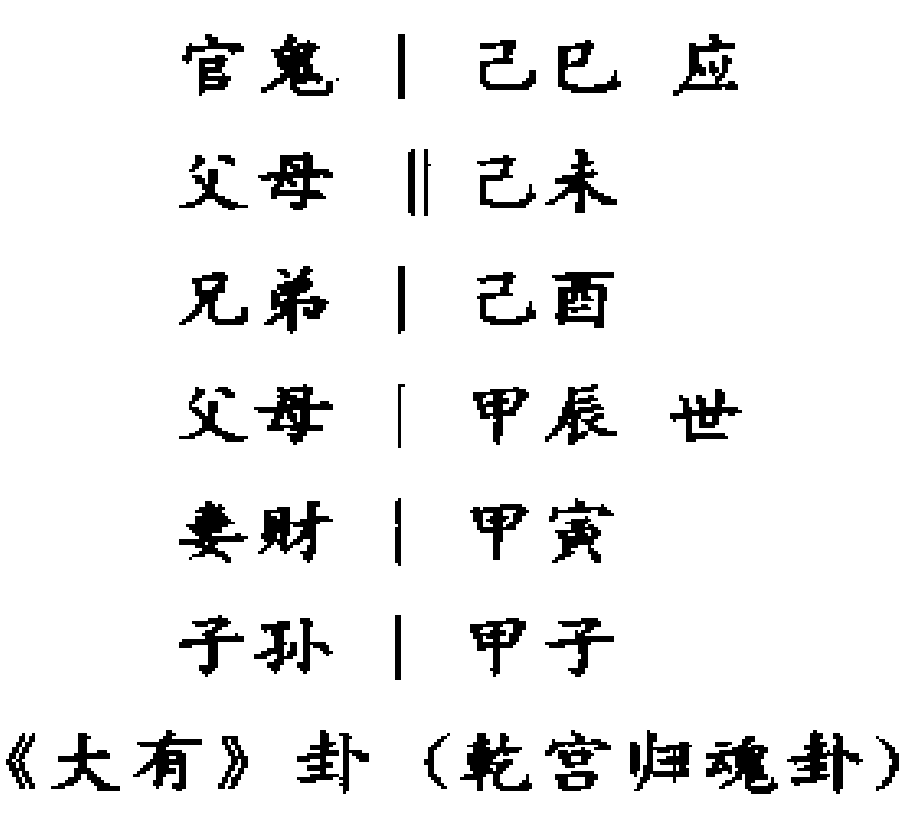 官鬼 | 己巳 应
父母 || 己未
兄弟 | 己酉
父母 | 甲辰 世
妻财 | 甲寅
子孙 | 甲子
《大有》卦（乾宫归魂卦）